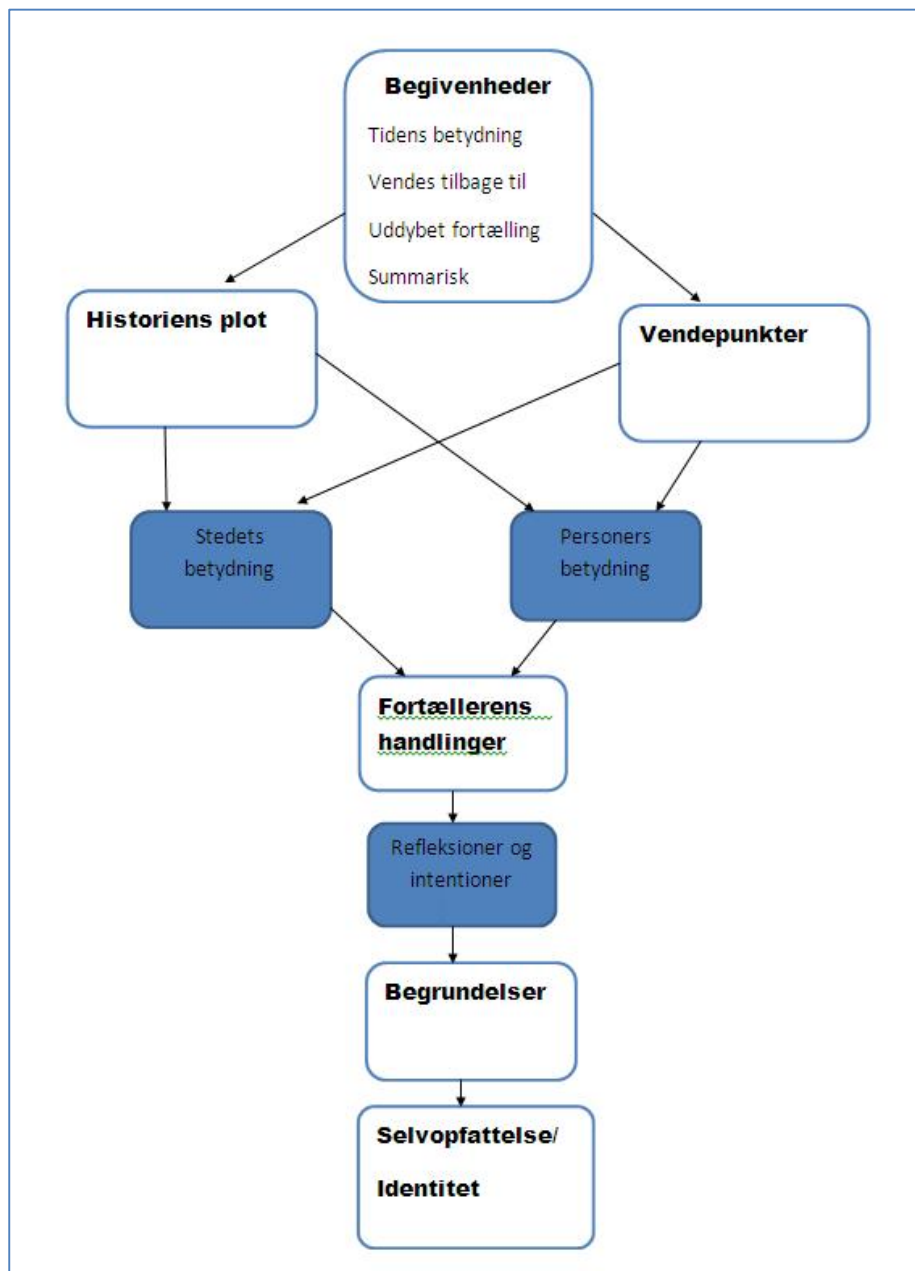 Begivenheder
Tidens betydning
Vendes tilbage til
Uddybet fortælling
Summarisk
Historiens plot
Vendepunkter
Stedets
betydning
Personers
betydning
Fortællerens
handlinger
Refleksioner og
intentioner
Begrundelser
Selvopfattelse/
Identitet